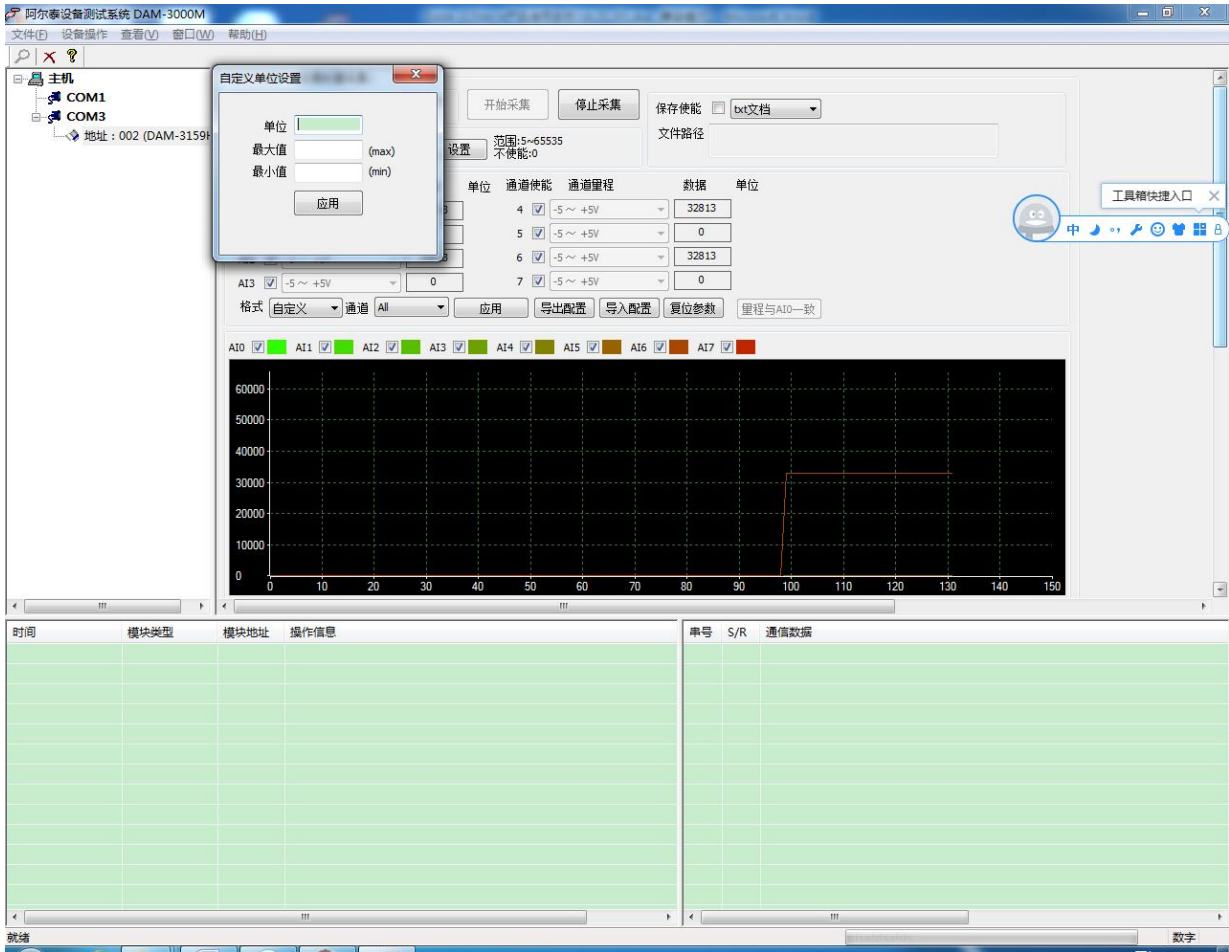 阿尔泰设备测试系统 DAM-3000M
文件(F) 设备操作 查看(V) 窗口(W) 帮助(H)
主机
COM1
COM3
地址：002 (DAM-3159H
自定义单位设置
单位
最大值 (max)
最小值 (min)
应用
开始采集 停止采集
保存使能 txt文档
文件路径
设置 范围:5~65535
不使能:0
单位 通道使能 通道里程 数据 单位
4 -5～ +5V 32813
5 -5～ +5V 0
6 -5～ +5V 32813
AI3 -5～ +5V 0 7 -5～ +5V 0
格式 自定义 通道 All 应用 导出配置 导入配置 复位参数 里程与AI0一致
工具箱快捷入口
中
AI0 AI1 AI2 AI3 AI4 AI5 AI6 AI7
60000
50000
40000
30000
20000
10000
0
0 10 20 30 40 50 60 70 80 90 100 110 120 130 140 150
时间 模块类型 模块地址 操作信息
串号 S/R 通信数据
就绪 数字